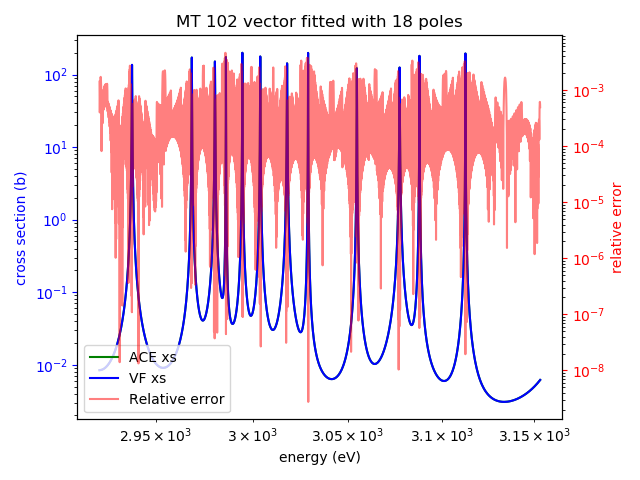 MT 102 vector fitted with 18 poles
10²
10¹
10⁰
10⁻¹
10⁻²
cross section (b)
10⁻³
10⁻⁴
10⁻⁵
10⁻⁶
10⁻⁷
10⁻⁸
relative error
ACE xs
VF xs
Relative error
2.95 × 10³ 3 × 10³ 3.05 × 10³ 3.1 × 10³ 3.15 × 10³
energy (eV)